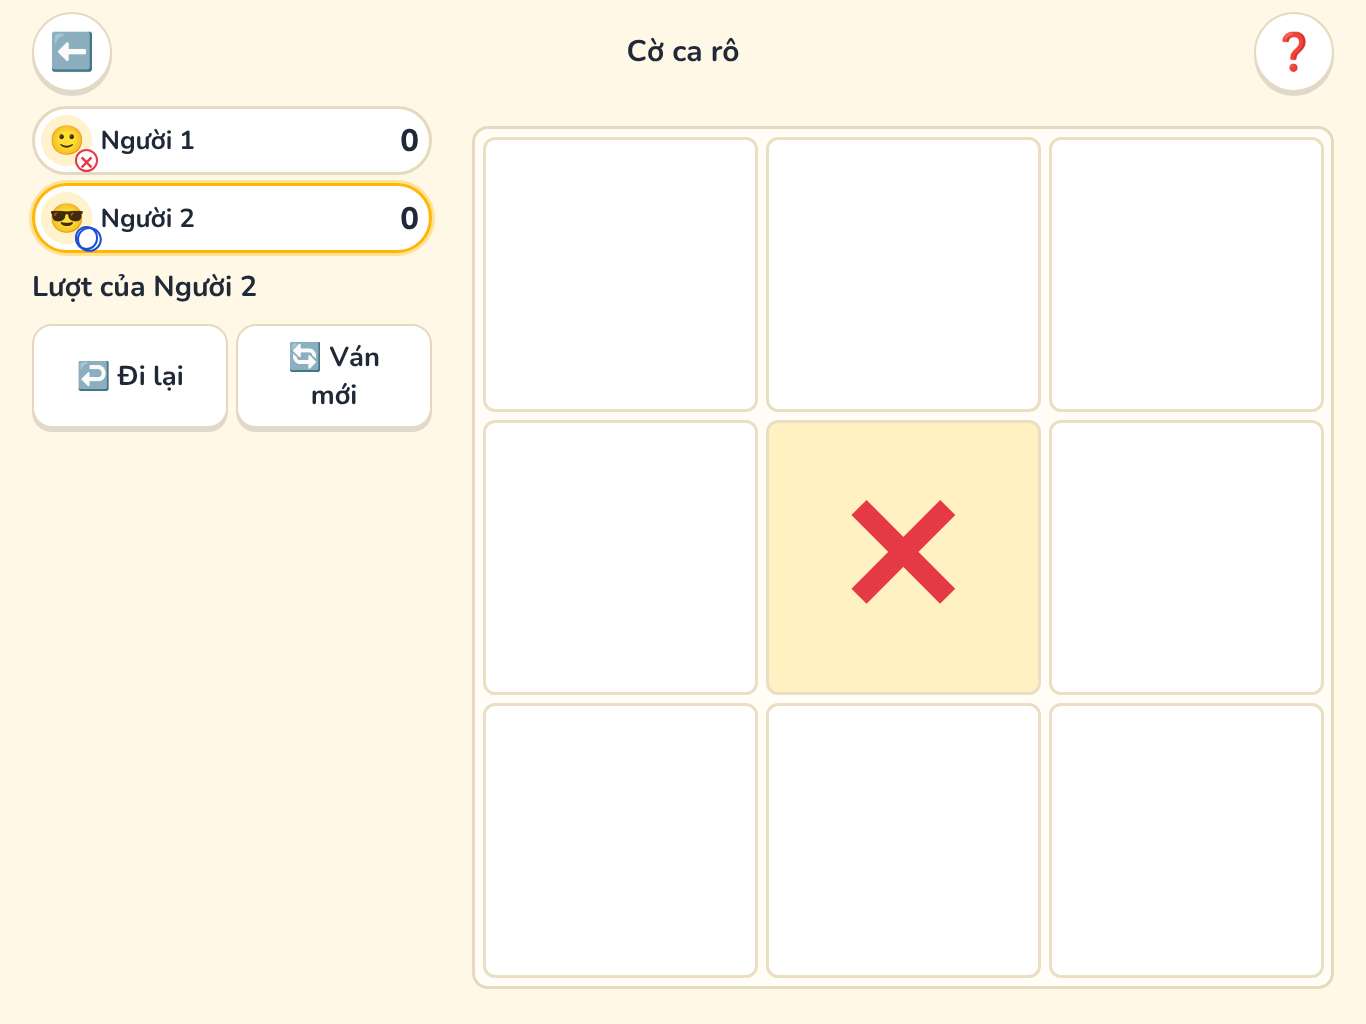 Cờ ca rô
Người 1 0
Người 2 0
Lượt của Người 2
Đi lại
Ván
mới